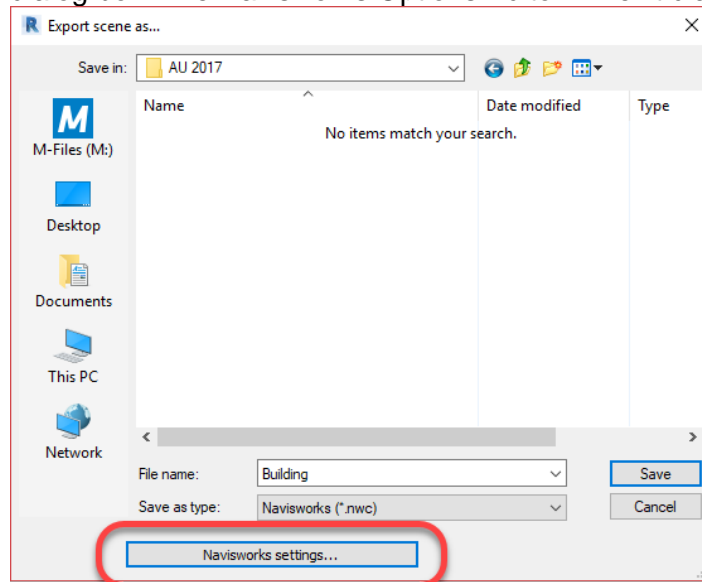 Export scene as...
Save in: AU 2017
Name Date modified Type
No items match your search.
M
M-Files (M:)
Desktop
Documents
This PC
Network
File name: Building Save
Save as type: Navisworks (*.nwc) Cancel
Navisworks settings...